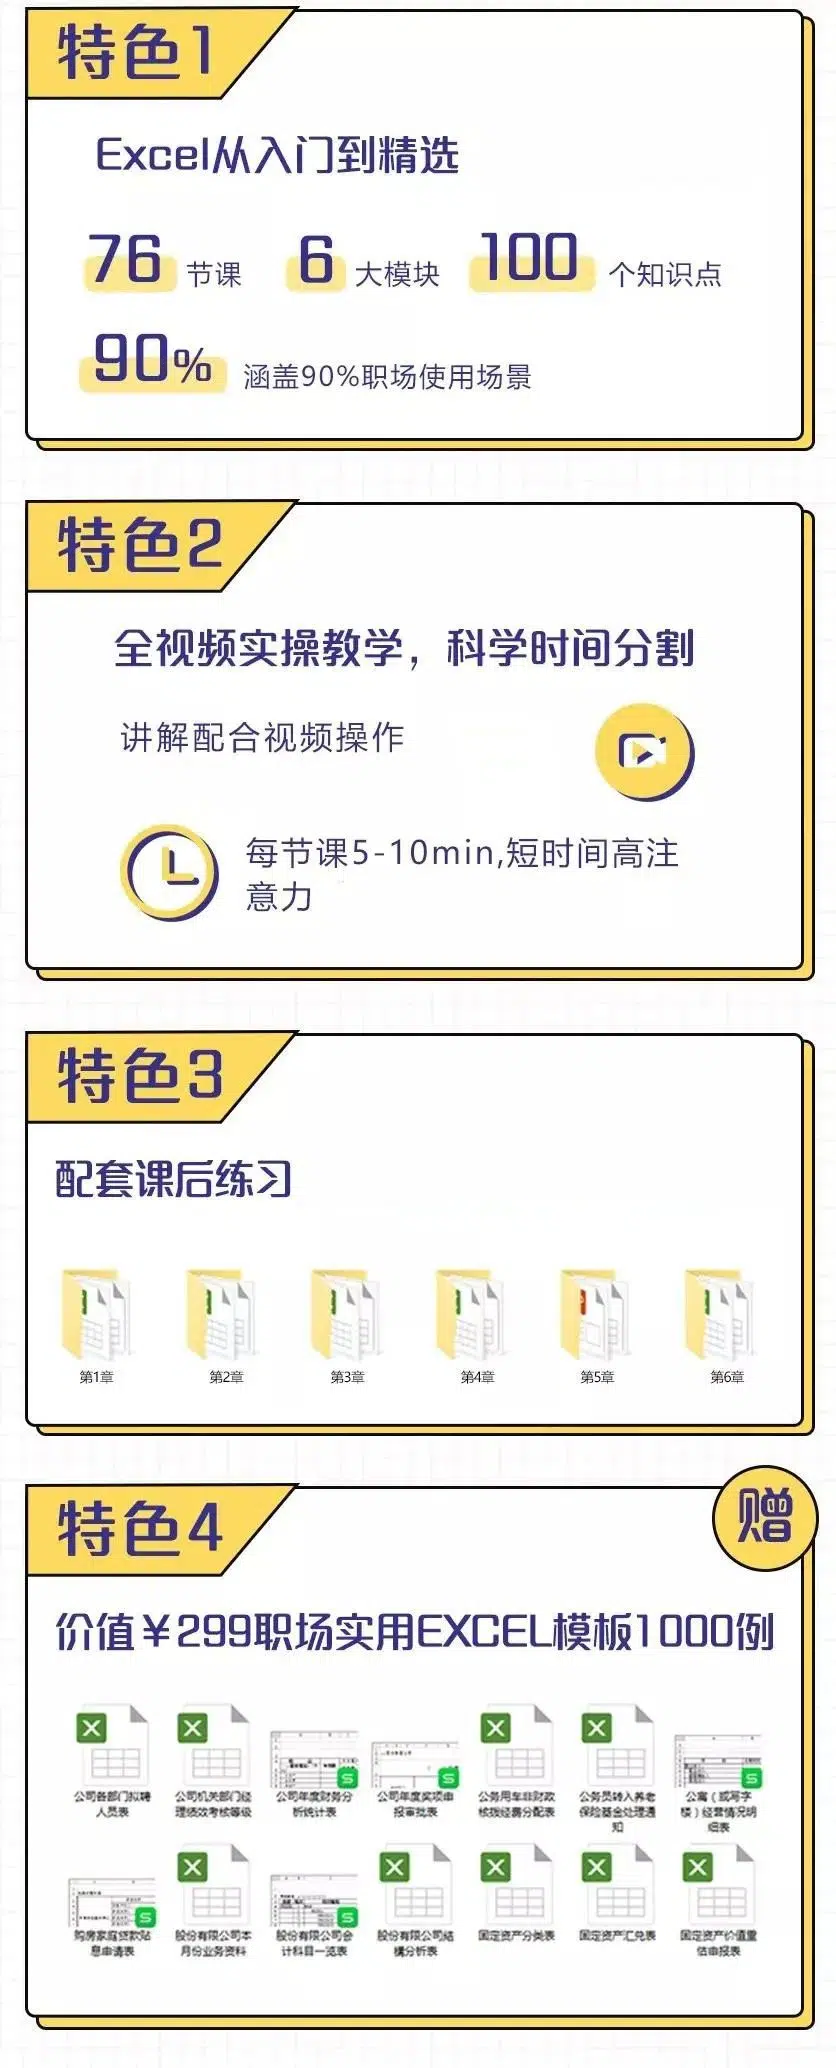 特色1
Excel从入门到精选
76 节课 6 大模块 100 个知识点
90% 涵盖90%职场使用场景
特色2
全视频实操教学，科学时间分割
讲解配合视频操作
每节课5-10min,短时间高注
意力
特色3
配套课后练习
第1章 第2章 第3章 第4章 第5章 第6章
特色4
赠
价值￥299职场实用EXCEL模板1000例
公司各部门拟聘
人员表
公司机关部门经
理绩效考核等级
公司年度财务分
析统计表
公司年度奖项申
报审批表
公务用车非财政
核拨经费分配表
公务员转入养老
保险基金处理通
知
公寓（或写字
楼）经营情况明
细表
购房家庭贷款贴
息申请表
股份有限公司本
月份业务资料
股份有限公司会
计科目一览表
股份有限公司结
构分析表
固定资产分类表
固定资产汇兑表
固定资产价值重
估申报表